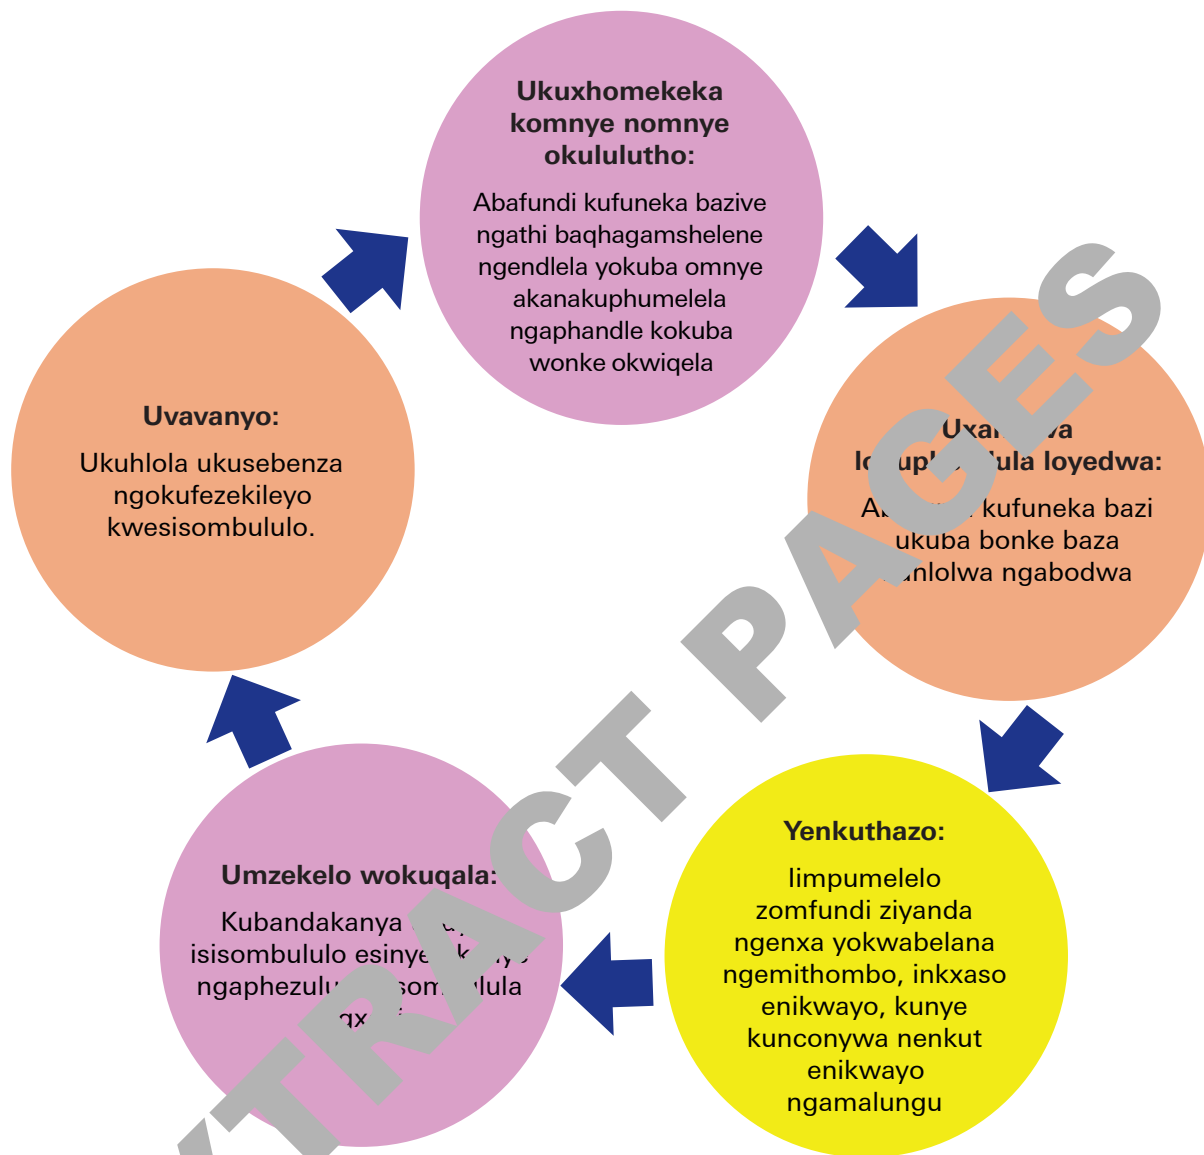 Ukuxhomekeka
komnye nomnye
okululutho:
Abafundi kufuneka bazive
ngathi baqhagamshelene
ngendlela yokuba omnye
akanakuphumelela
ngaphandle kokuba
wonke okwiqela
loyedwa:
kufuneka bazi
ukuba bonke baza
ngabodwa
Yenkuthazo:
Iimpumelelo
zomfundi ziyanda
ngenxa yokwabelana
ngemithombo, inkxaso
enikwayo, kunye
kunconywa nenkut
enikwayo
ngamalungu
Umzekelo wokuqala:
Kubandakanya
isisombululo
Uvavanyo:
Ukuhlola ukusebenza
ngokufezekileyo
kwesisombululo.
EXTRACT PAGES